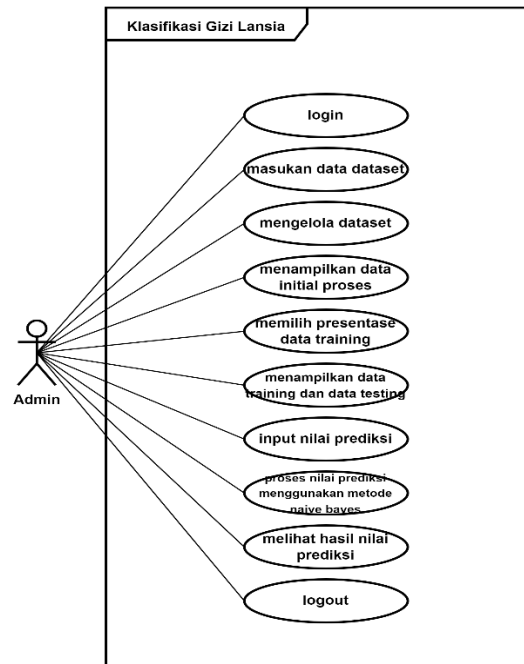 Klasifikasi Gizi Lansia
login
masukan data dataset
mengelola dataset
menampilkan data
initial proses
memilih presentase
data training
menampilkan data
training dan data testing
input nilai prediksi
proses nilai prediksi
menggunakan metode
naive bayes
melihat hasil nilai
prediksi
logout
Admin